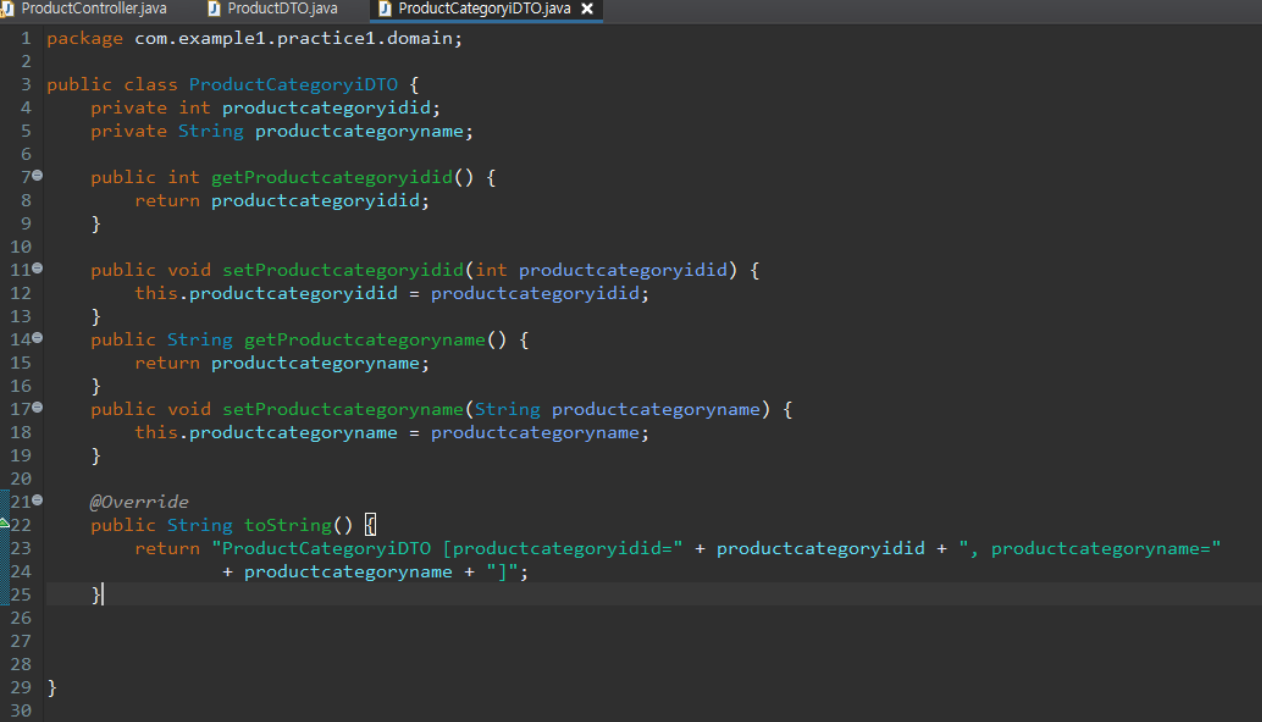 ProductController.java ProductDTO.java ProductCategoryiDTO.java
1 package com.example1.practice1.domain;
2
3 public class ProductCategoryiDTO {
4 private int productcategoryidid;
5 private String productcategoryname;
6
7 public int getProductcategoryidid() {
8 return productcategoryidid;
9 }
10
11 public void setProductcategoryidid(int productcategoryidid) {
12 this.productcategoryidid = productcategoryidid;
13 }
14 public String getProductcategoryname() {
15 return productcategoryname;
16 }
17 public void setProductcategoryname(String productcategoryname) {
18 this.productcategoryname = productcategoryname;
19 }
20
21 @Override
22 public String toString() {
23 return "ProductCategoryiDTO [productcategoryidid=" + productcategoryidid + ", productcategoryname="
24 + productcategoryname + "]";
25 }
26
27
28
29 }
30